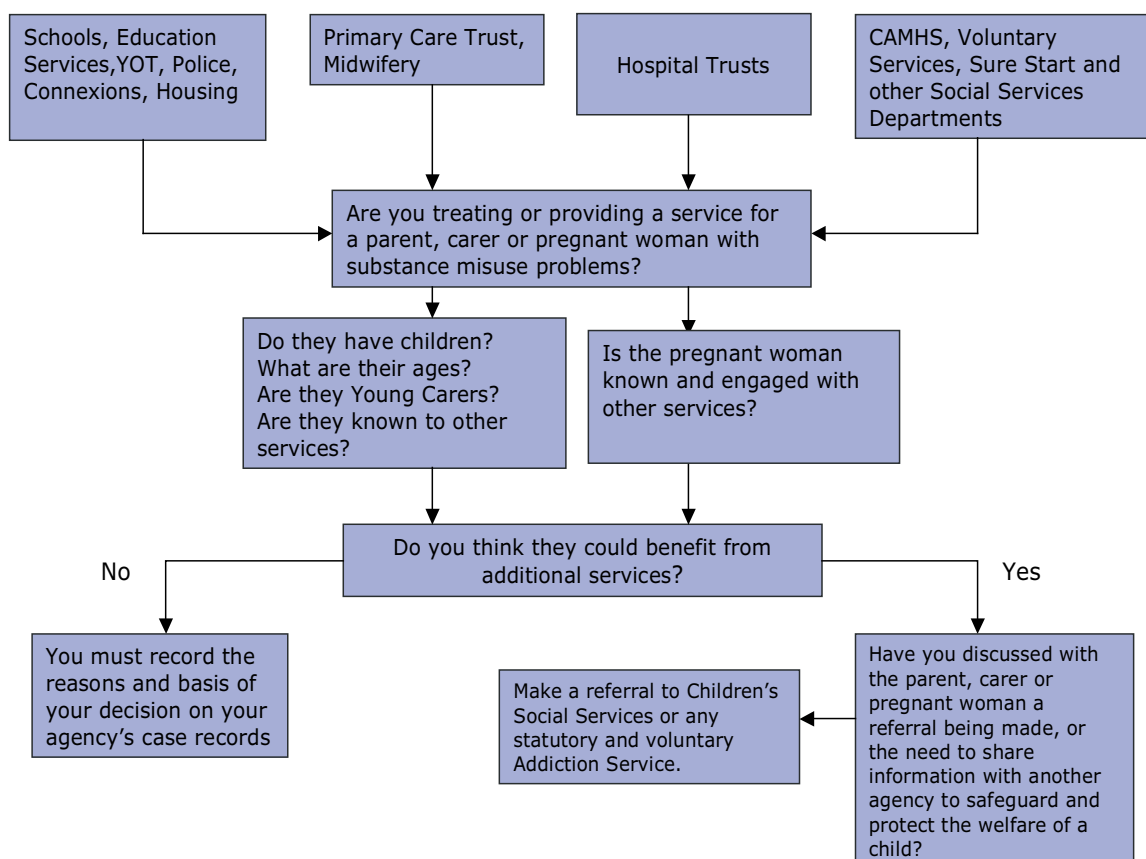 Schools, Education
Services,YOT, Police,
Connexions, Housing
Primary Care Trust,
Midwifery
Hospital Trusts
CAMHS, Voluntary
Services, Sure Start and
other Social Services
Departments
Are you treating or providing a service for
a parent, carer or pregnant woman with
substance misuse problems?
Do they have children?
What are their ages?
Are they Young Carers?
Are they known to other
services?
Is the pregnant woman
known and engaged with
other services?
Do you think they could benefit from
additional services?
No
Yes
You must record the
reasons and basis of
your decision on your
agency’s case records
Make a referral to Children’s
Social Services or any
statutory and voluntary
Addiction Service.
Have you discussed with
the parent, carer or
pregnant woman a
referral being made, or
the need to share
information with another
agency to safeguard and
protect the welfare of a
child?